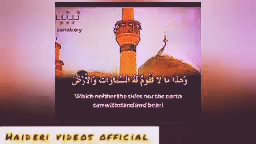 وَهٰذَا مَا لَا تَقُومُ لَهُ السَّمَاوَاتُ وَالْأَرْضُ
Which neither the skies nor the earth
can withstand and bear!
HAIDERI VIDEOS OFFICIAL